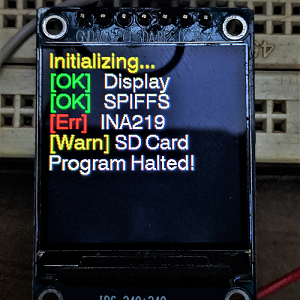 Initializing...
[OK] Display
[OK] SPIFFS
[Err] INA219
[Warn] SD Card
Program Halted!